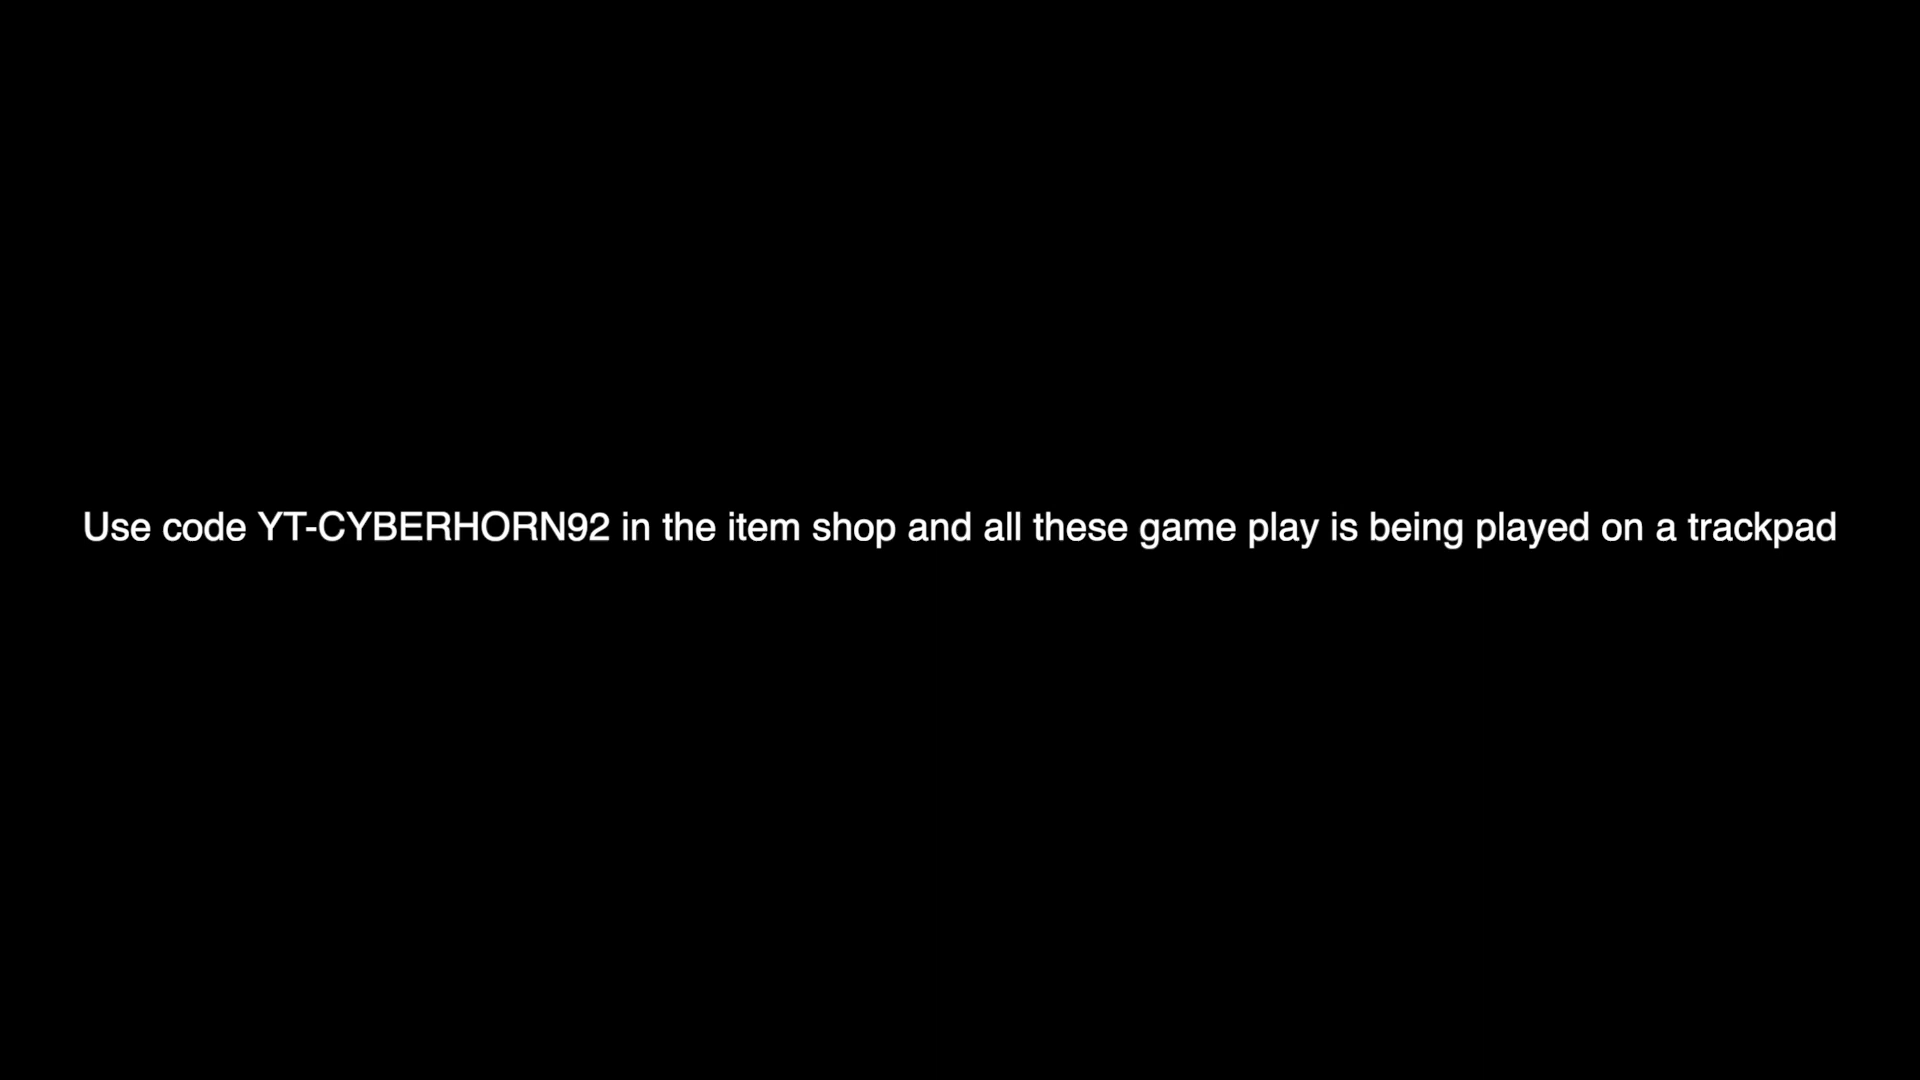 Use code YT-CYBERHORN92 in the item shop and all these game play is being played on a trackpad